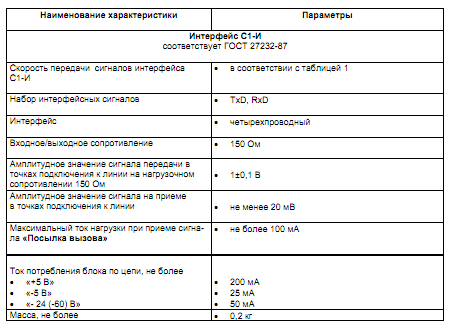 Наименование характеристики
Параметры
Интерфейс С1-И
соответствует ГОСТ 27232-87
Скорость передачи сигналов интерфейса
С1-И
• в соответствии с таблицей 1
Набор интерфейсных сигналов
• TxD, RxD
Интерфейс
• четырехпроводный
Входное/выходное сопротивление
• 150 Ом
Амплитудное значение сигнала передачи в
точках подключения к линии на нагрузочном
сопротивлении 150 Ом
• 1±0,1 В
Амплитудное значение сигнала на приеме
в точках подключения к линии
• не менее 20 мВ
Максимальный ток нагрузки при приеме сигна-
ла «Посылка вызова»
• не более 100 мА
Ток потребления блока по цепи, не более
• «+5 В»
• 200 мА
• «-5 В»
• 25 мА
• «- 24 (-60) В»
• 50 мА
Масса, не более
• 0,2 кг